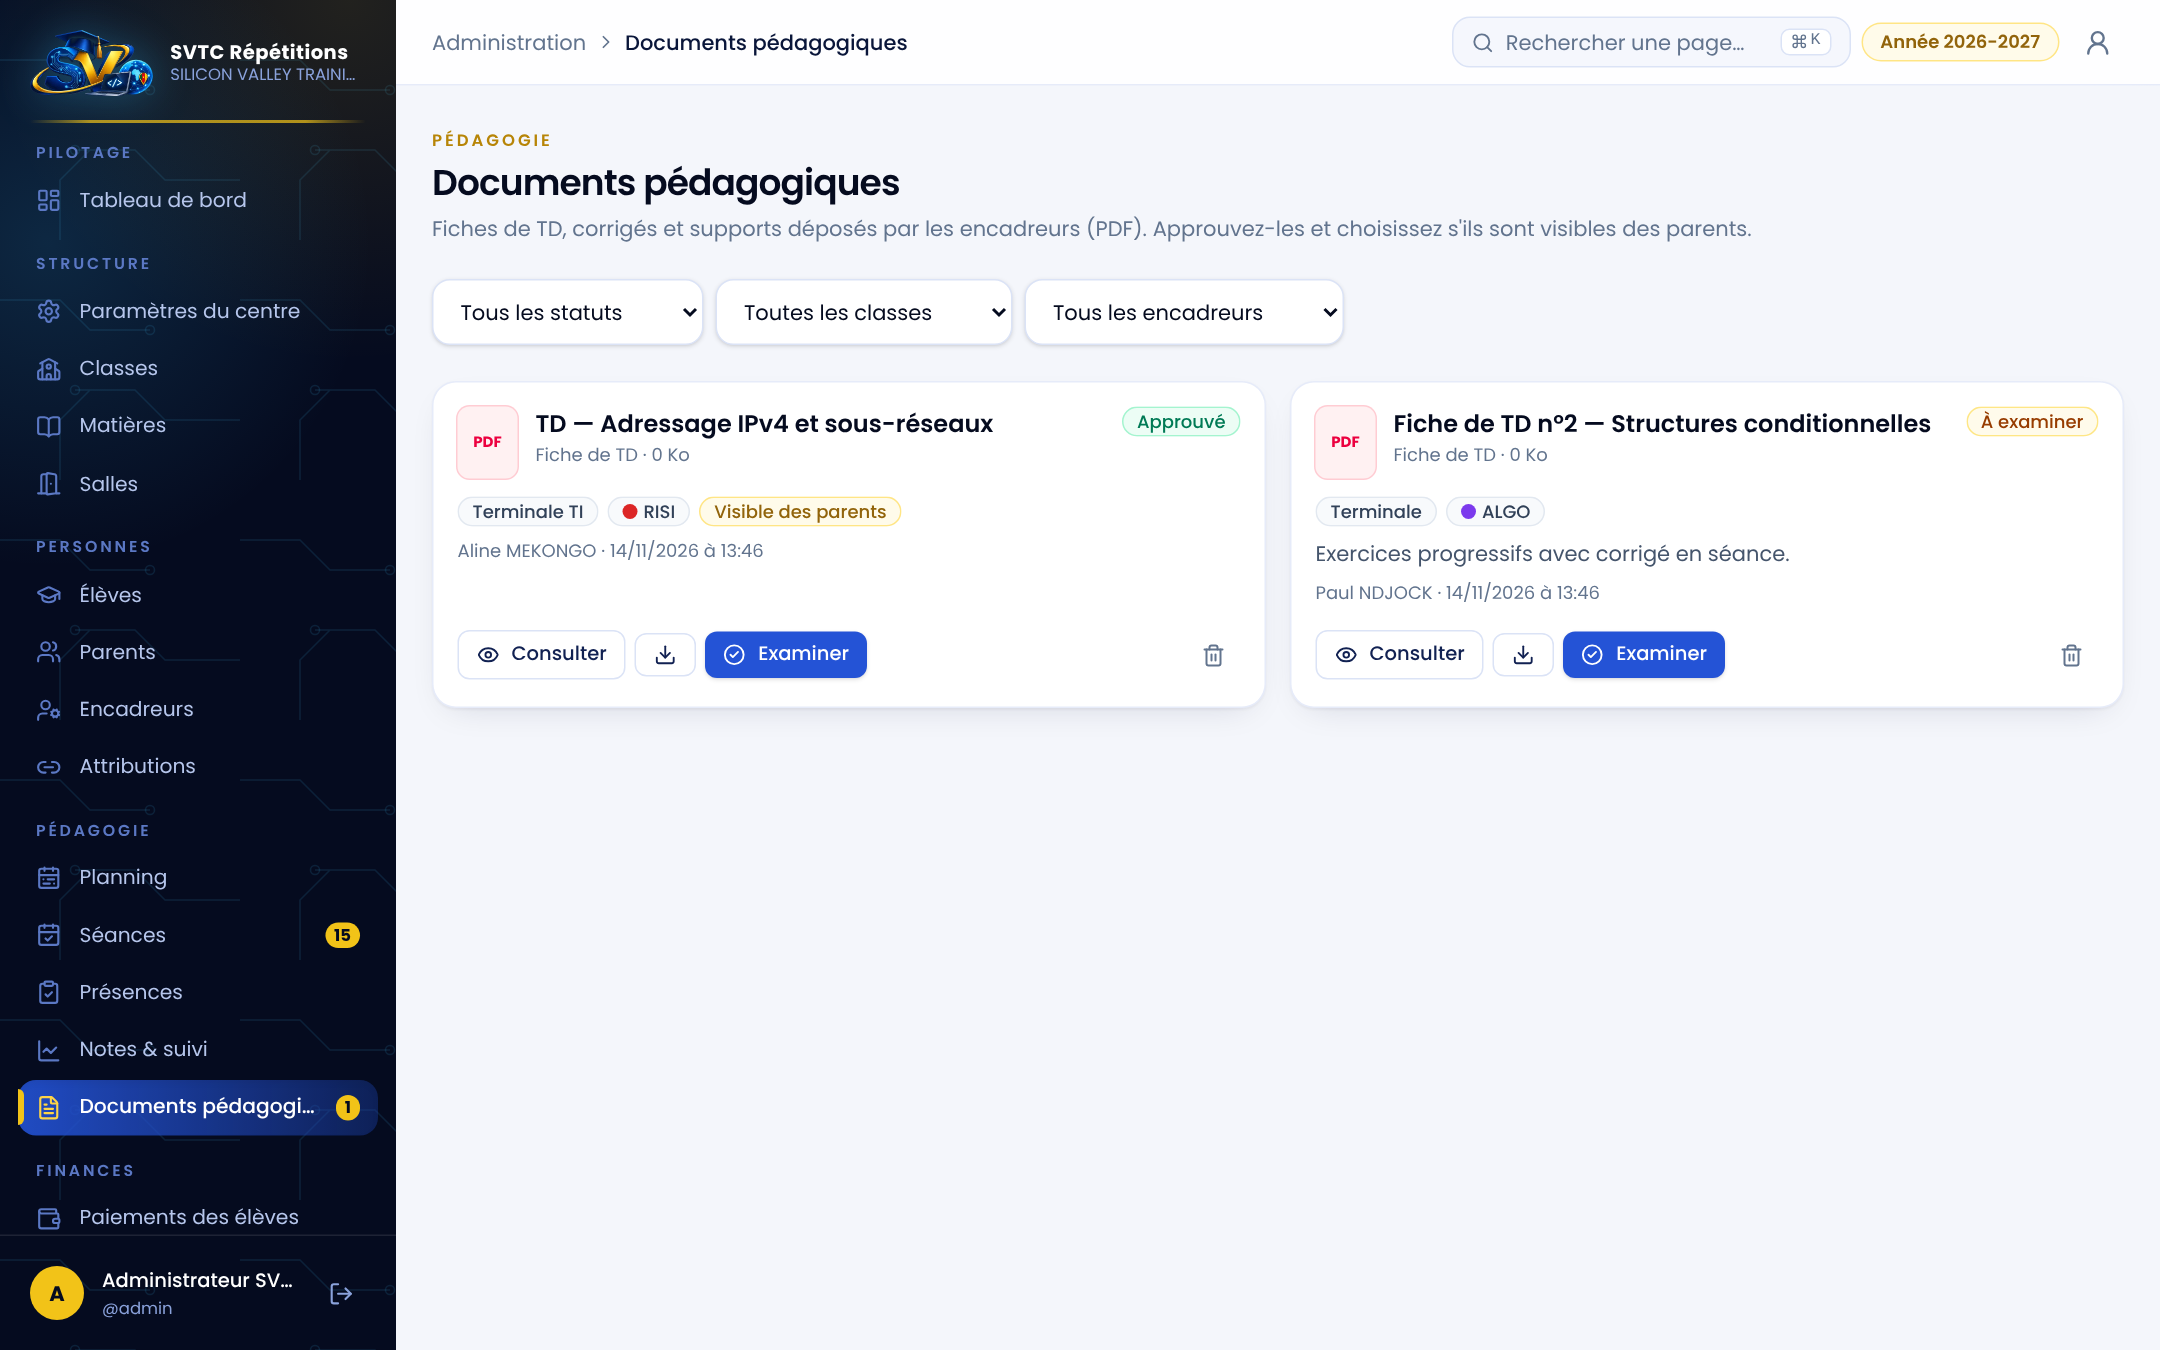 SVTC Répétitions
SILICON VALLEY TRAINI...
PILOTAGE
Tableau de bord
STRUCTURE
Paramètres du centre
Classes
Matières
Salles
PERSONNES
Élèves
Parents
Encadreurs
Attributions
PÉDAGOGIE
Planning
Séances 15
Présences
Notes & suivi
Documents pédagogi... 1
FINANCES
Paiements des élèves
A
Administrateur SV...
@admin
Administration > Documents pédagogiques
Rechercher une page... ⌘K
Année 2026-2027
PÉDAGOGIE
Documents pédagogiques
Fiches de TD, corrigés et supports déposés par les encadreurs (PDF). Approuvez-les et choisissez s'ils sont visibles des parents.
Tous les statuts
Toutes les classes
Tous les encadreurs
PDF
TD — Adressage IPv4 et sous-réseaux
Approuvé
Fiche de TD · 0 Ko
Terminale TI
RISI
Visible des parents
Aline MEKONGO · 14/11/2026 à 13:46
Consulter
Examiner
PDF
Fiche de TD n°2 — Structures conditionnelles
À examiner
Fiche de TD · 0 Ko
Terminale
ALGO
Exercices progressifs avec corrigé en séance.
Paul NDJOCK · 14/11/2026 à 13:46
Consulter
Examiner